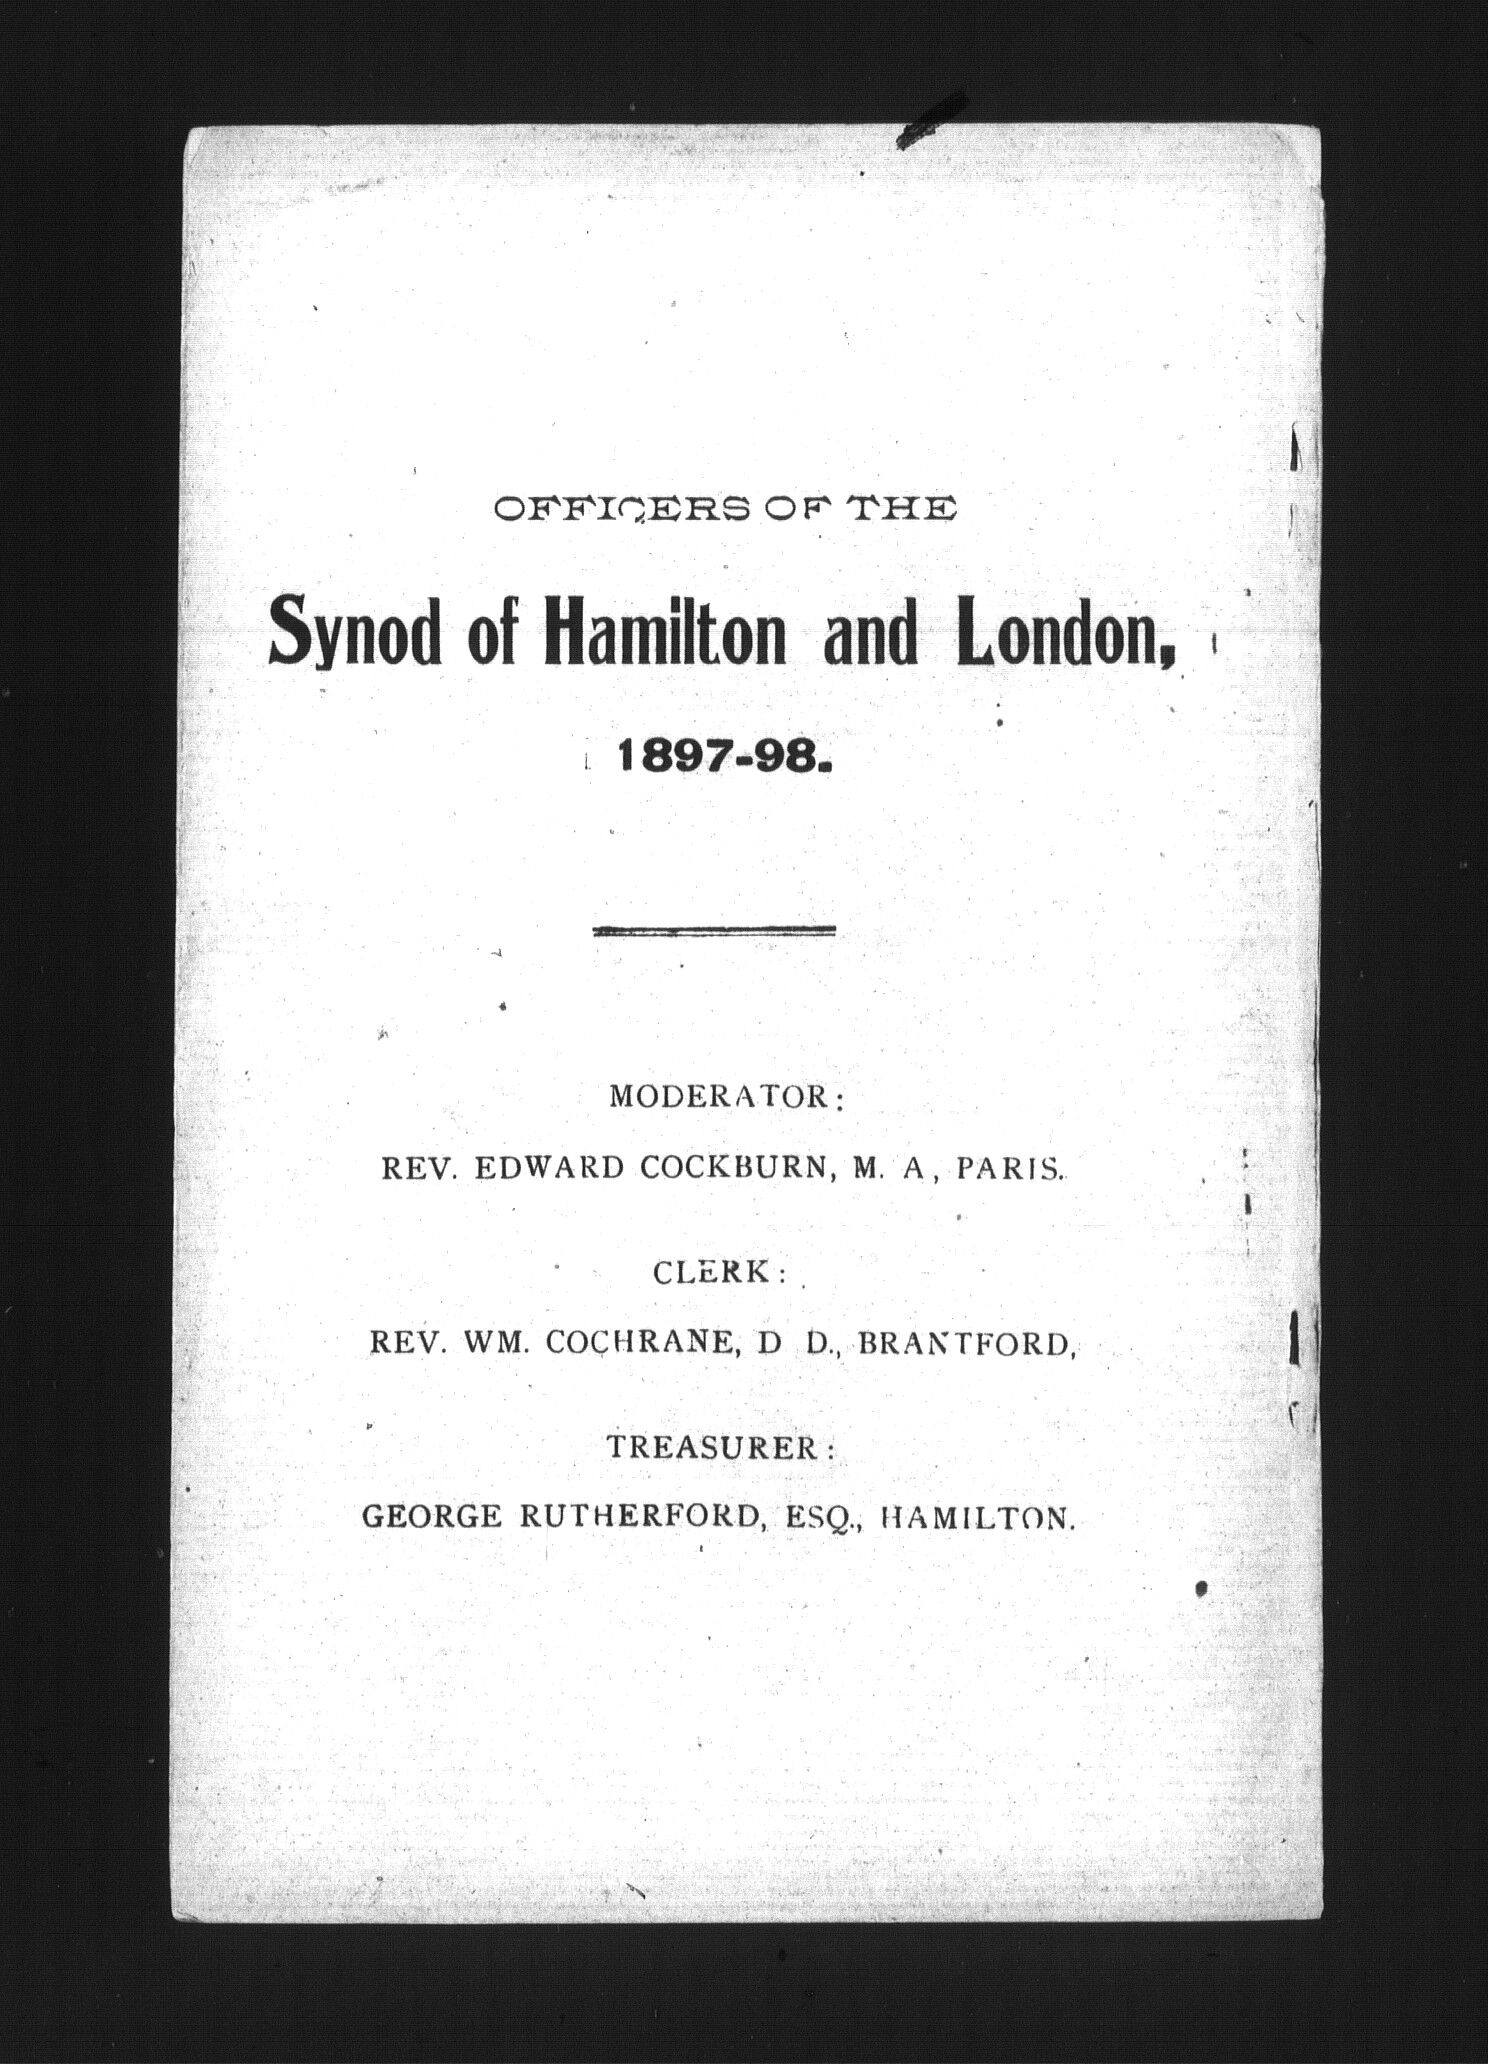 OFFICERS OF THE
Synod of Hamilton and London,
1897-98.
MODERATOR:
REV. EDWARD COCKBURN, M. A, PARIS.
CLERK:
REV. WM. COCHRANE, D D., BRANTFORD,
TREASURER:
GEORGE RUTHERFORD, ESQ., HAMILTON.